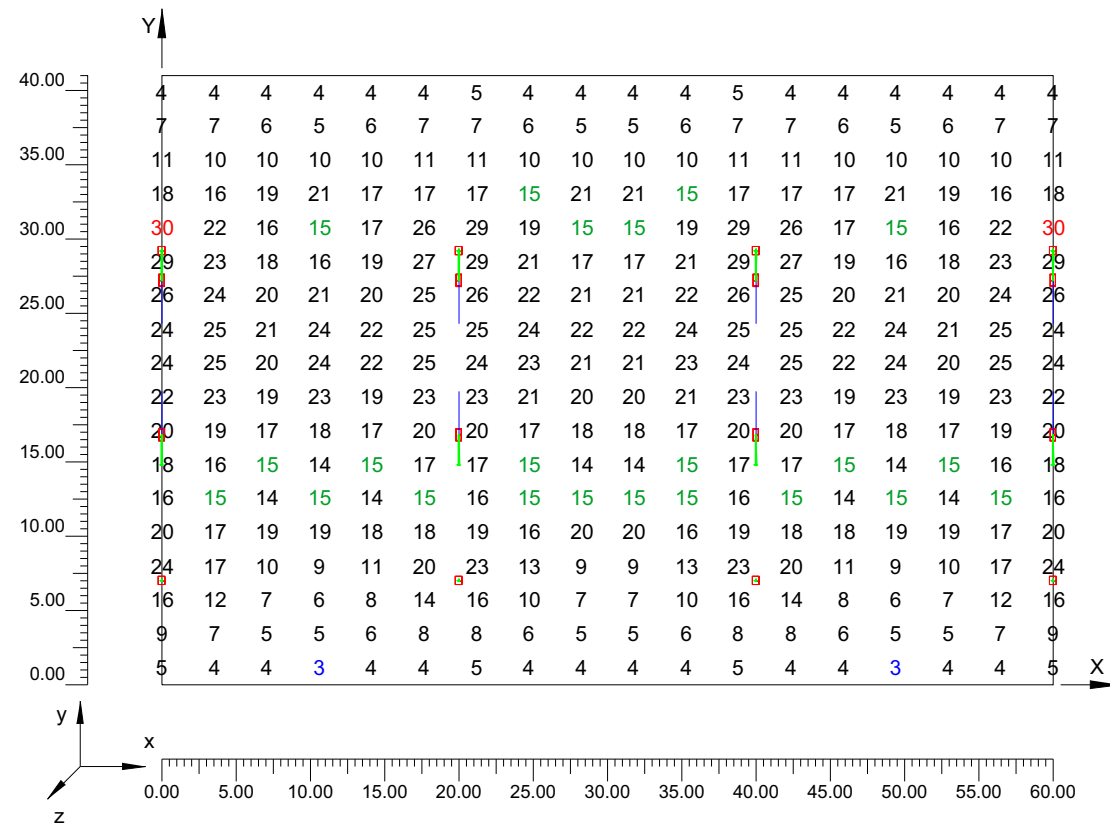 Y
40.00
4 4 4 4 4 4 5 4 4 4 4 5 4 4 4 4 4 4
7 7 6 5 6 7 7 6 5 5 6 7 7 6 5 6 7 7
35.00
11 10 10 10 10 11 11 10 10 10 10 11 11 10 10 10 10 11
18 16 19 21 17 17 17 15 21 21 15 17 17 17 21 19 16 18
30.00
30 22 16 15 17 26 29 19 15 15 19 29 26 17 15 16 22 30
29 23 18 16 19 27 29 21 17 17 21 29 27 19 16 18 23 29
25.00
26 24 20 21 20 25 26 22 21 21 22 26 25 20 21 20 24 26
24 25 21 24 22 25 25 24 22 22 24 25 25 22 24 21 25 24
24 25 20 24 22 25 24 23 21 21 23 24 25 22 24 20 25 24
20.00
22 23 19 23 19 23 23 21 20 20 21 23 23 19 23 19 23 22
20 19 17 18 17 20 20 17 18 18 17 20 20 17 18 17 19 20
15.00
18 16 15 14 15 17 17 15 14 14 15 17 17 15 14 15 16 18
16 15 14 15 14 15 16 15 15 15 15 16 15 14 15 14 15 16
10.00
20 17 19 19 18 18 19 16 20 20 16 19 18 18 19 19 17 20
24 17 10 9 11 20 23 13 9 9 13 23 20 11 9 10 17 24
5.00
16 12 7 6 8 14 16 10 7 7 10 16 14 8 6 7 12 16
9 7 5 5 6 8 8 6 5 5 6 8 8 6 5 5 7 9
0.00
5 4 4 3 4 4 5 4 4 4 4 5 4 4 3 4 4 5
X
y
x
z
0.00 5.00 10.00 15.00 20.00 25.00 30.00 35.00 40.00 45.00 50.00 55.00 60.00